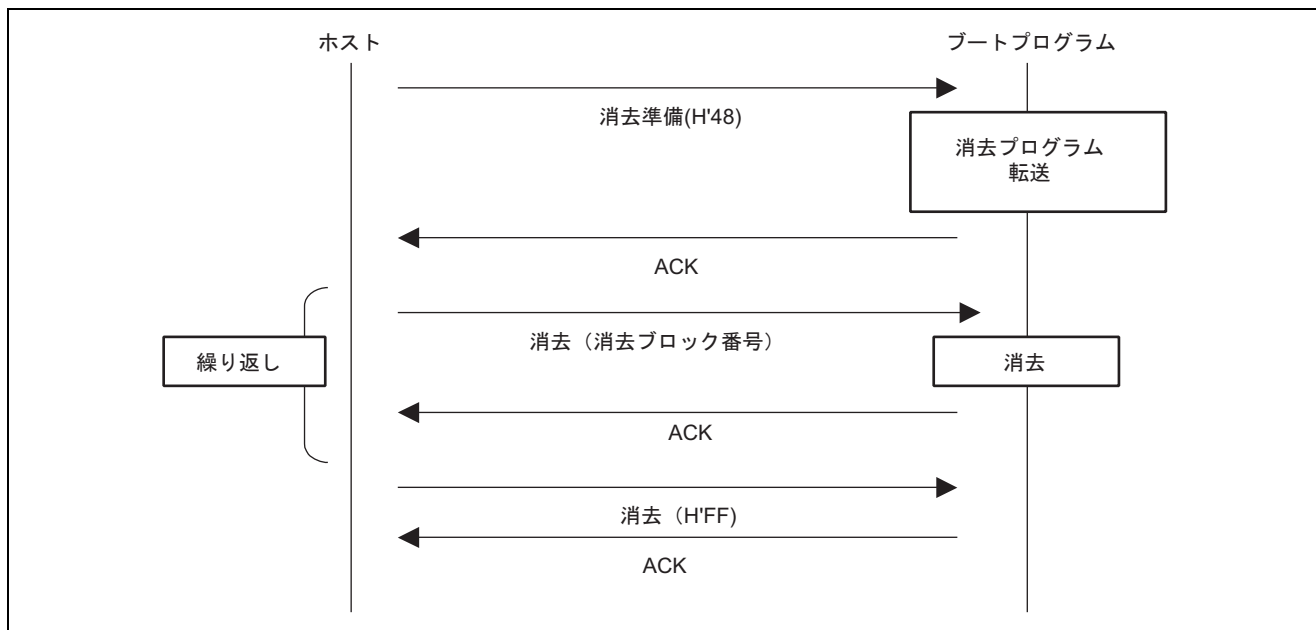 ホスト
ブートプログラム
消去準備(H'48)
消去プログラム
転送
ACK
消去（消去ブロック番号）
繰り返し
消去
ACK
消去（H'FF)
ACK